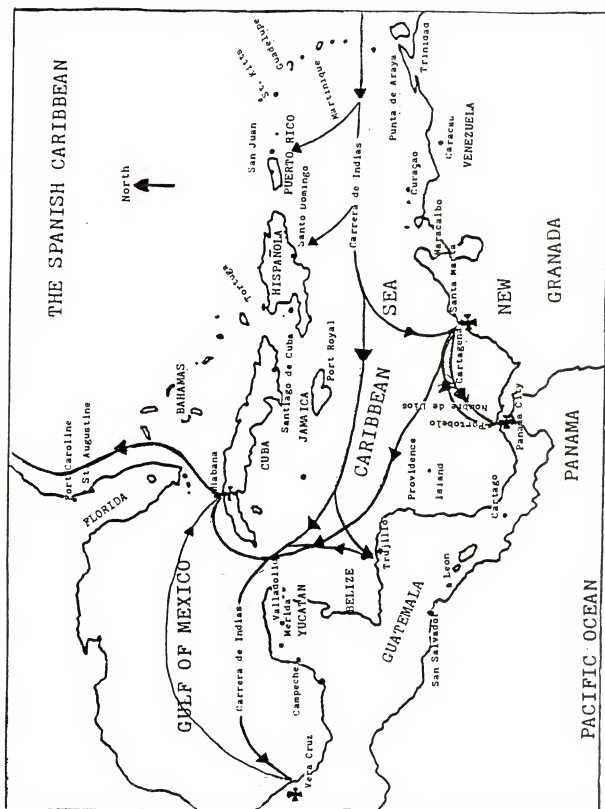 THE SPANISH CARIBBEAN
North
St. Kitts
Guadelupe
Martinique
San Juan
PUERTO RICO
Santo Domingo
HISPAÑOLA
Tortuga
BAHAMAS
Santiago de Cuba
CUBA
Port Royal
JAMAICA
Habana
Fort Caroline
St. Augustine
FLORIDA
GULF OF MEXICO
Carrera de Indias
Vera Cruz
Campeche
Merida
Valladolid
YUCATAN
BELIZE
GUATEMALA
Trujillo
San Salvador
Leon
Cartago
Providence
Island
CARIBBEAN
SEA
Carrera de Indias
Punta de Araya
Trinidad
Curaçao
Caracas
VENEZUELA
Maracaibo
Santa Marta
Cartagena
NEW
GRANADA
Nombre de Dios
Portobelo
Panama City
PANAMA
PACIFIC OCEAN